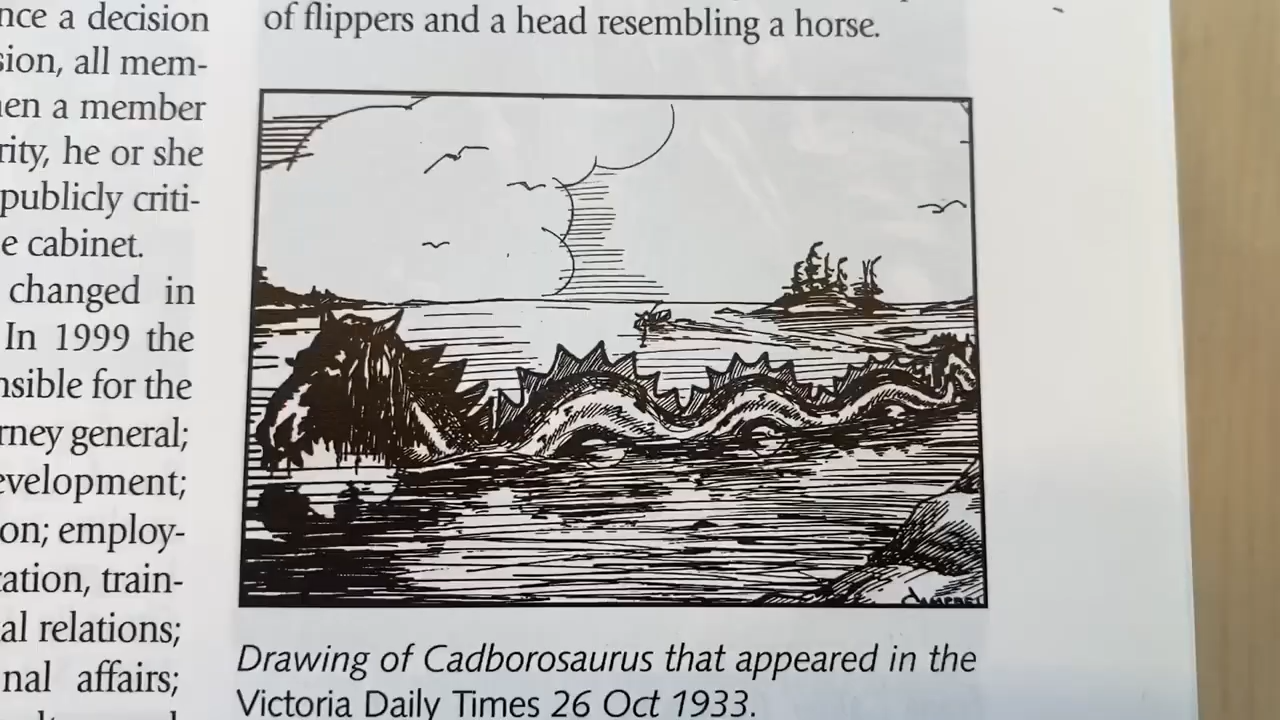 nce a decision
sion, all mem-
en a member
rity, he or she
publicly criti-
e cabinet.
changed in
In 1999 the
nsible for the
rney general;
evelopment;
on; employ-
ation, train-
al relations;
nal affairs;
of flippers and a head resembling a horse.
CAMPBELL
Drawing of Cadborosaurus that appeared in the
Victoria Daily Times 26 Oct 1933.